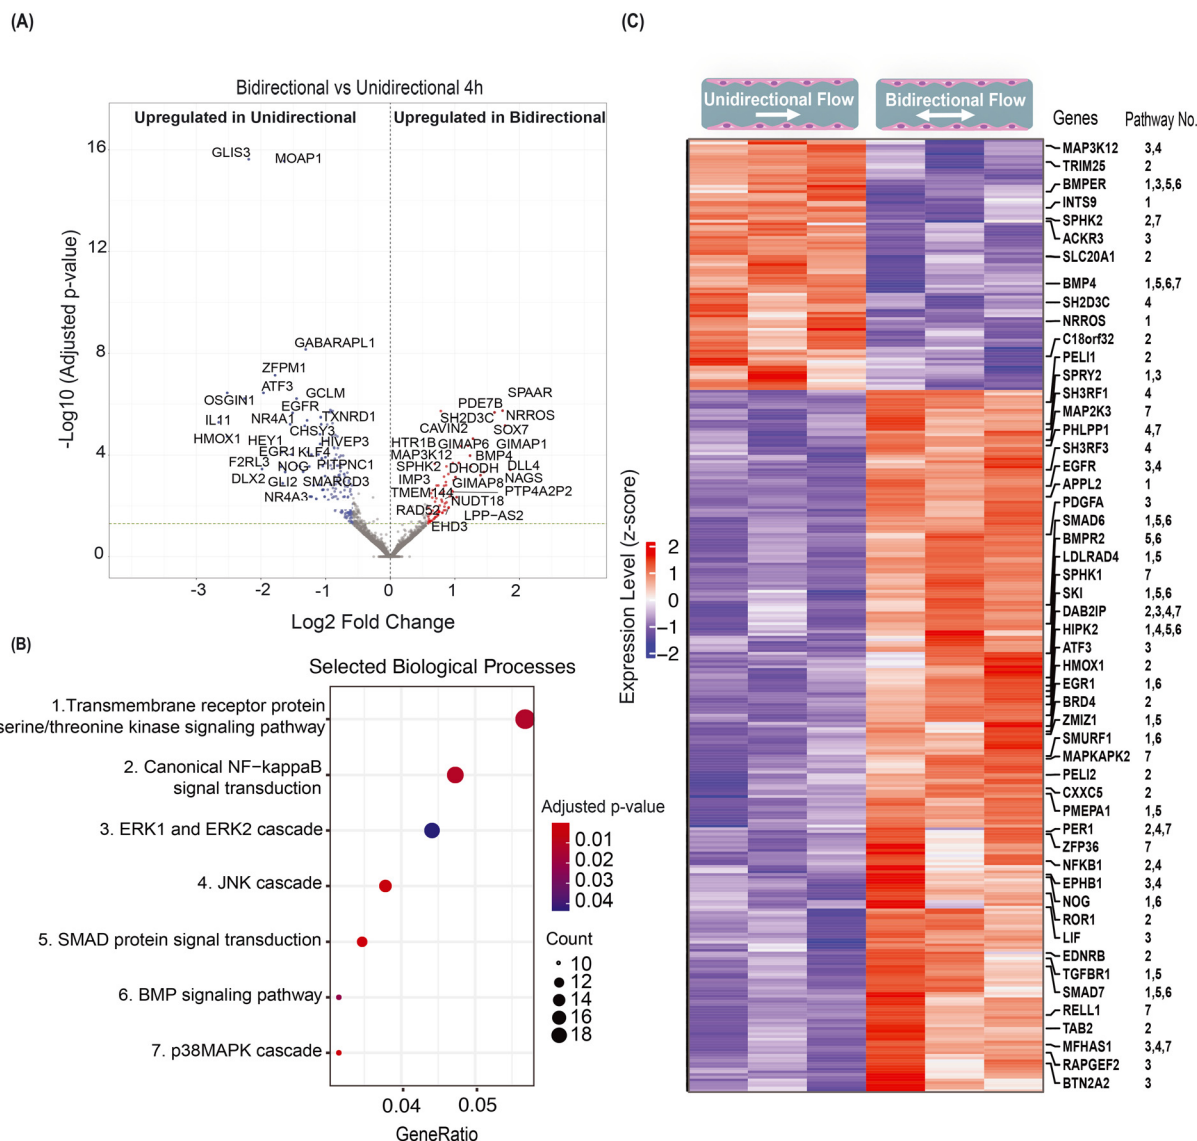 (A)
Bidirectional vs Unidirectional 4h
Upregulated in Unidirectional
Upregulated in Bidirectional
-Log10 (Adjusted p-value)
16
12
8
4
0
GLIS3
MOAP1
GABARAPL1
ZFPM1
ATF3
OSGIN1
GCLM
EGFR
IL11
NR4A1
TXNRD1
CHSY3
HMOX1
HEY1
HIVEP3
EGR1
KLF4
F2RL3
NOG
PITPNC1
DLX2
GLI2
SMARCD3
NR4A3
SPAAR
PDE7B
SH2D3C
NRROS
CAVIN2
SOX7
HTR1B
GIMAP6
GIMAP1
MAP3K12
BMP4
SPHK2
DHODH
DLL4
IMP3
GIMAP8
NAGS
TMEM144
PTP4A2P2
NUDT18
RAD52
LPP-AS2
EHD3
-3
-2
-1
0
1
2
Log2 Fold Change
(B)
Selected Biological Processes
1.Transmembrane receptor protein
serine/threonine kinase signaling pathway
2. Canonical NF-kappaB
signal transduction
3. ERK1 and ERK2 cascade
4. JNK cascade
5. SMAD protein signal transduction
6. BMP signaling pathway
7. p38MAPK cascade
0.04
0.05
GeneRatio
Adjusted p-value
0.01
0.02
0.03
0.04
Count
10
12
14
16
18
(C)
Unidirectional Flow
Bidirectional Flow
Expression Level (z-score)
2
1
0
-1
-2
Genes Pathway No.
MAP3K12 3,4
TRIM25 2
BMPER 1,3,5,6
INTS9 1
SPHK2 2,7
ACKR3 3
SLC20A1 2
BMP4 1,5,6,7
SH2D3C 4
NRROS 1
C18orf32 2
PELI1 2
SPRY2 1,3
SH3RF1 4
MAP2K3 7
PHLPP1 4,7
SH3RF3 4
EGFR 3,4
APPL2 1
PDGFA 3
SMAD6 1,5,6
BMPR2 5,6
LDLRAD4 1,5
SPHK1 7
SKI 1,5,6
DAB2IP 2,3,4,7
HIPK2 1,4,5,6
ATF3 3
HMOX1 2
EGR1 1,6
BRD4 2
ZMIZ1 1,5
SMURF1 1,6
MAPKAPK2 7
PELI2 2
CXXC5 2
PMEPA1 1,5
PER1 2,4,7
ZFP36 7
NFKB1 2,4
EPHB1 3,4
NOG 1,6
ROR1 2
LIF 3
EDNRB 2
TGFBR1 1,5
SMAD7 1,5,6
RELL1 7
TAB2 2
MFHAS1 3,4,7
RAPGEF2 3
BTN2A2 3